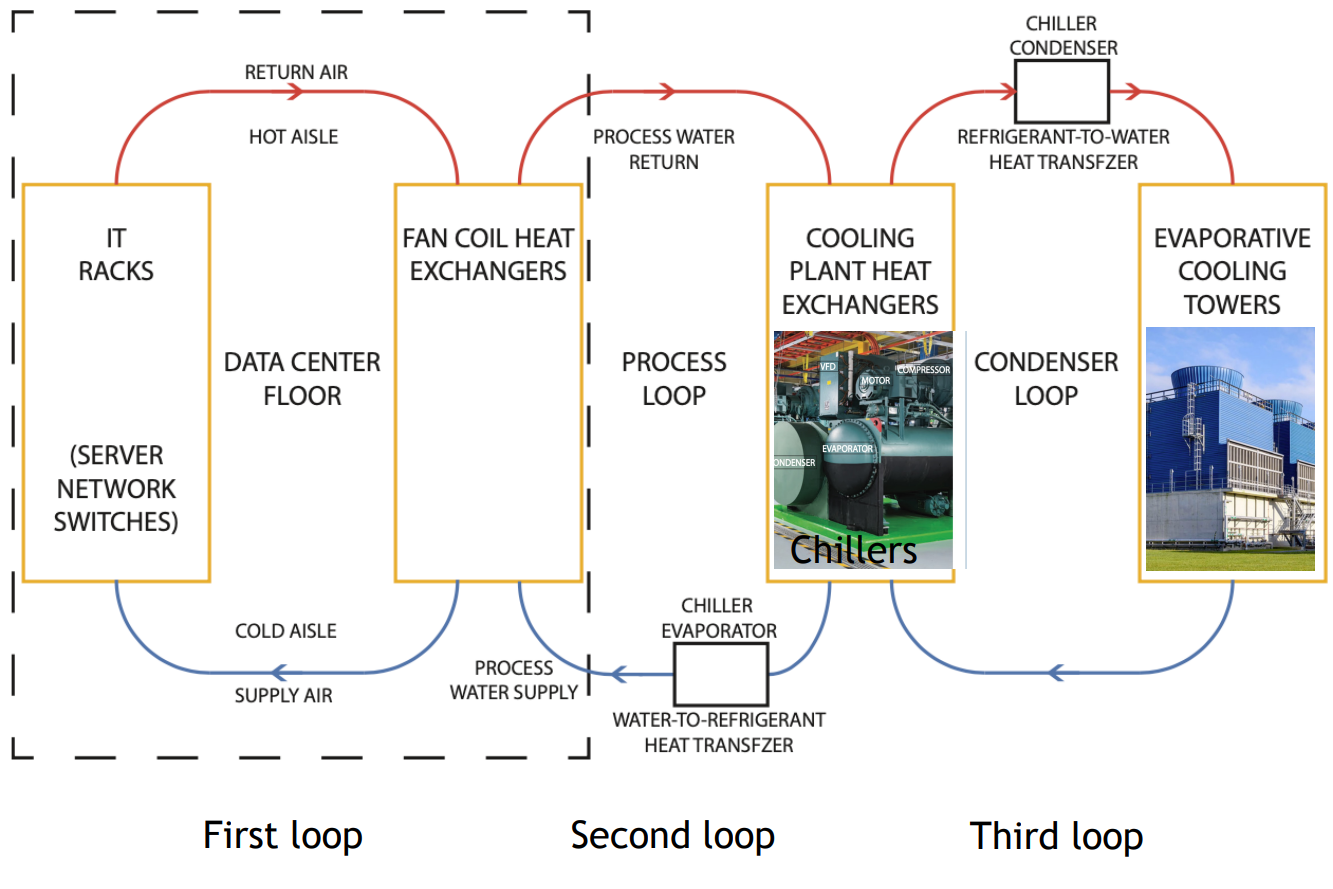 CHILLER
CONDENSER
RETURN AIR
HOT AISLE
PROCESS WATER
RETURN
REFRIGERANT-TO-WATER
HEAT TRANSFZER
IT
RACKS
(SERVER
NETWORK
SWITCHES)
DATA CENTER
FLOOR
FAN COIL HEAT
EXCHANGERS
PROCESS
LOOP
COOLING
PLANT HEAT
EXCHANGERS
VFD
MOTOR
COMPRESSOR
EVAPORATOR
ONDENSER
Chillers
CONDENSER
LOOP
EVAPORATIVE
COOLING
TOWERS
COLD AISLE
SUPPLY AIR
PROCESS
WATER SUPPLY
CHILLER
EVAPORATOR
WATER-TO-REFRIGERANT
HEAT TRANSFZER
First loop
Second loop
Third loop